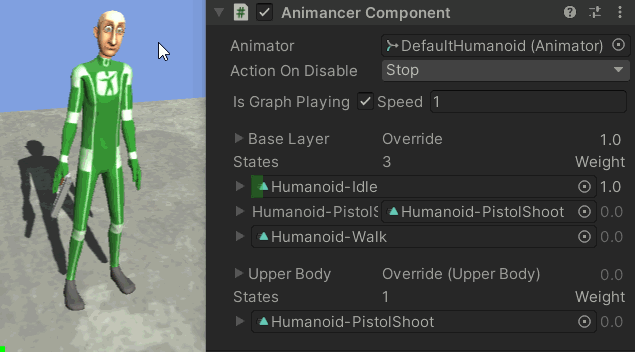 Animancer Component
Animator DefaultHumanoid (Animator)
Action On Disable Stop
Is Graph Playing Speed 1
Base Layer Override 1.0
States 3 Weight
Humanoid-Idle 1.0
Humanoid-PistolS Humanoid-PistolShoot 0.0
Humanoid-Walk 0.0
Upper Body Override (Upper Body) 0.0
States 1 Weight
Humanoid-PistolShoot 0.0